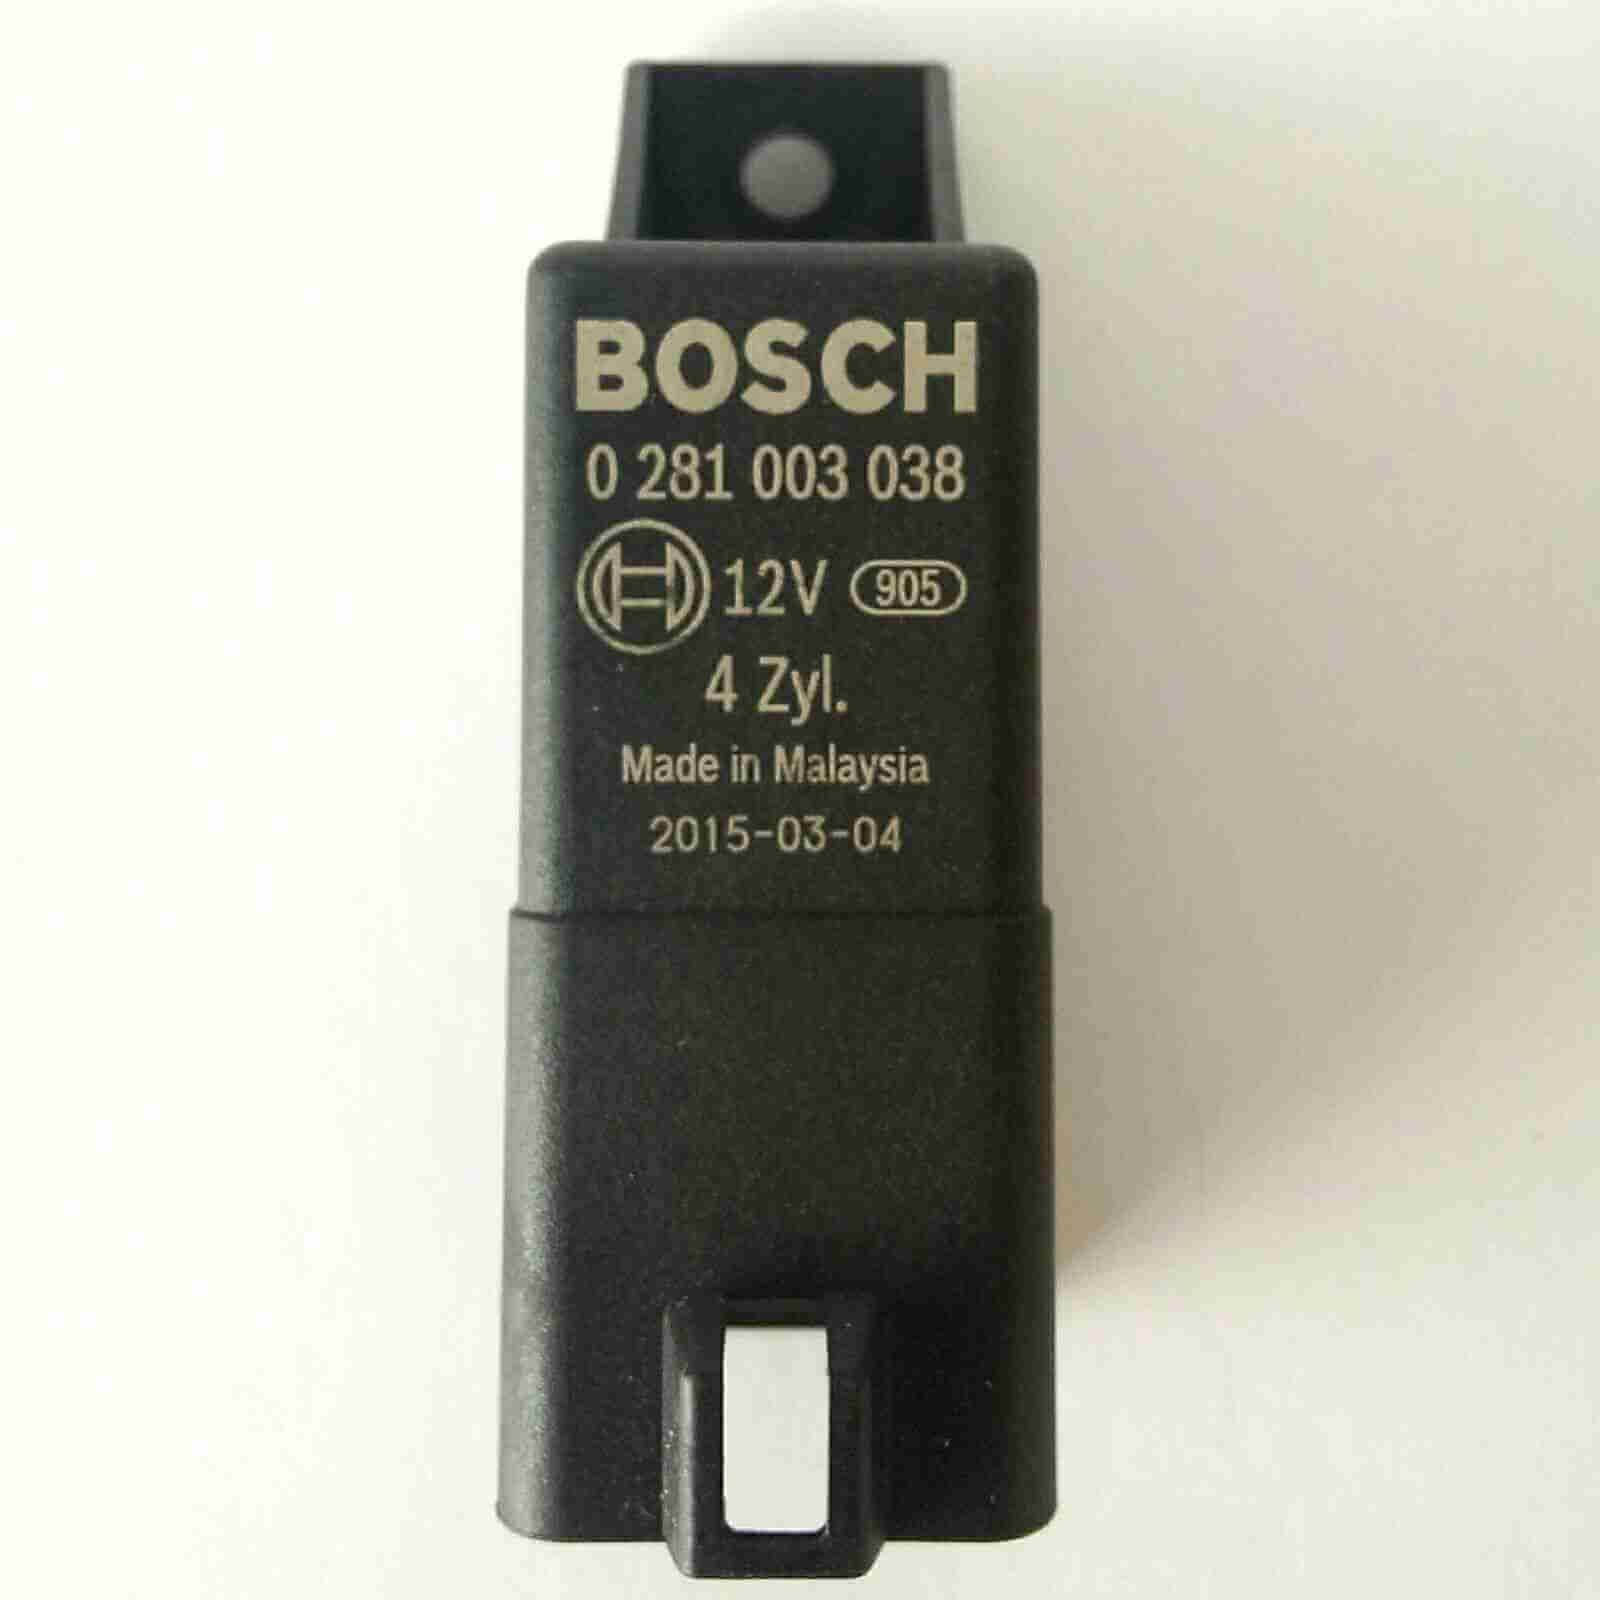 BOSCH
0 281 003 038
12V 905
4 Zyl.
Made in Malaysia
2015-03-04